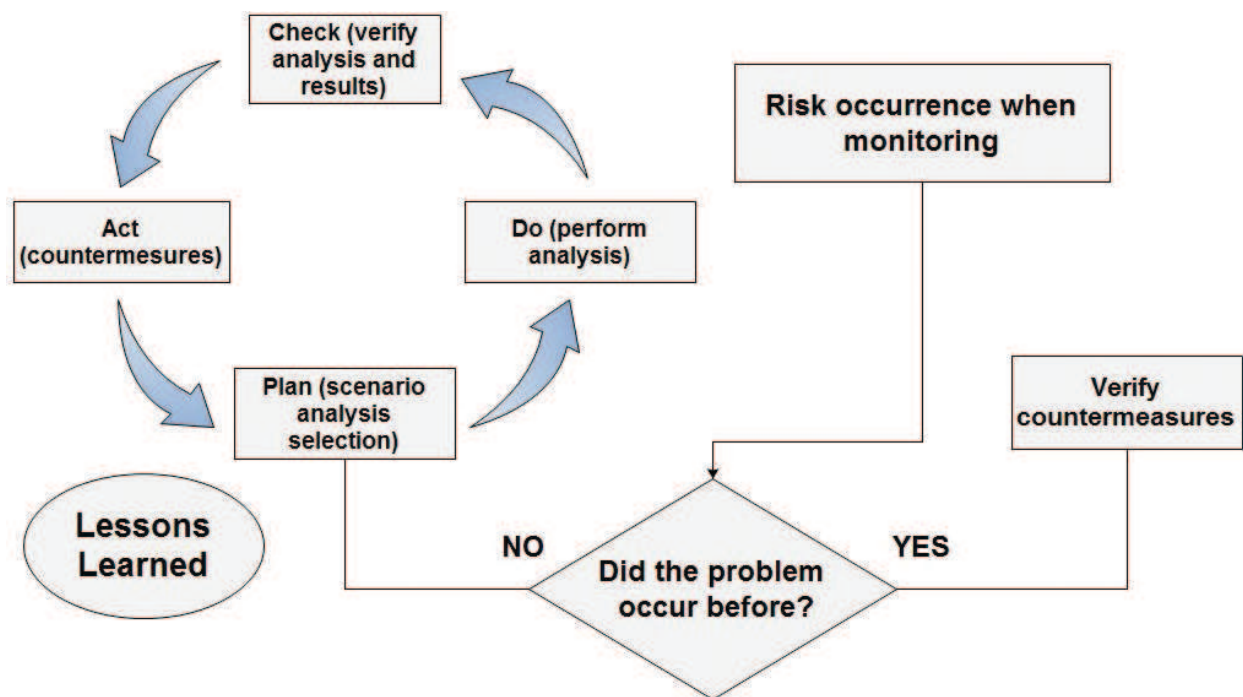 Check (verify
analysis and
results)
Risk occurrence when
monitoring
Act
(countermesures)
Do (perform
analysis)
Plan (scenario
analysis
selection)
Verify
countermeasures
Lessons
Learned
NO
YES
Did the problem
occur before?